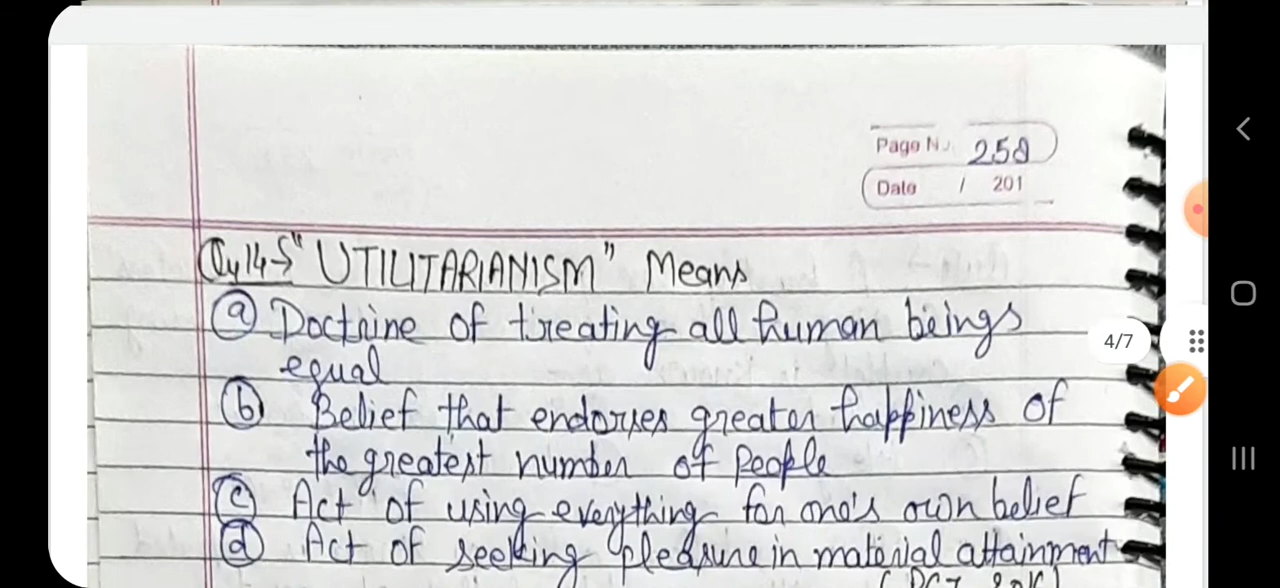 Page No. 258
Date / 201
Qu14→ "UTILITARIANISM" Means
(a) Doctrine of treating all human beings
equal
4/7
(b) Belief that endorses greater happiness of
the greatest number of People
(c) Act of using everything for one's own belief
(d) Act of seeking pleasure in material attainment